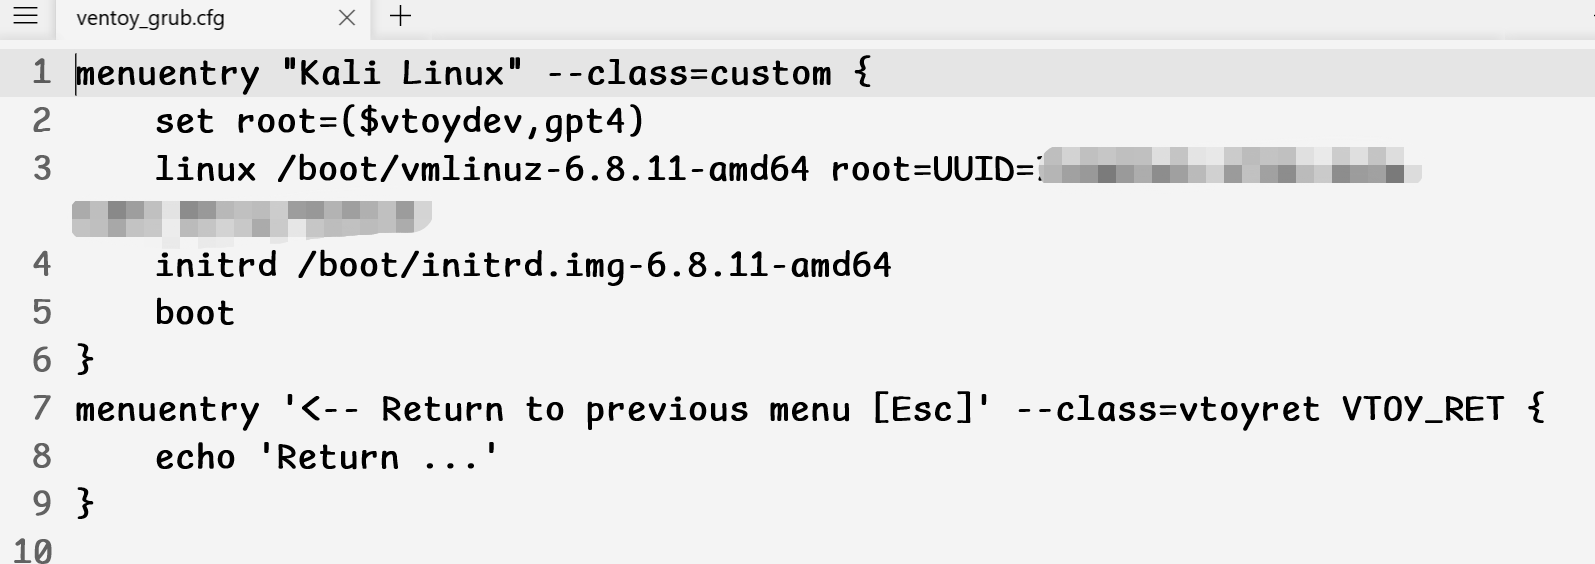 ventoy_grub.cfg
1 menuentry "Kali Linux" --class=custom {
2 set root=($vtoydev,gpt4)
3 linux /boot/vmlinuz-6.8.11-amd64 root=UUID=
4 initrd /boot/initrd.img-6.8.11-amd64
5 boot
6 }
7 menuentry '<-- Return to previous menu [Esc]' --class=vtoyret VTOY_RET {
8 echo 'Return ...'
9 }
10